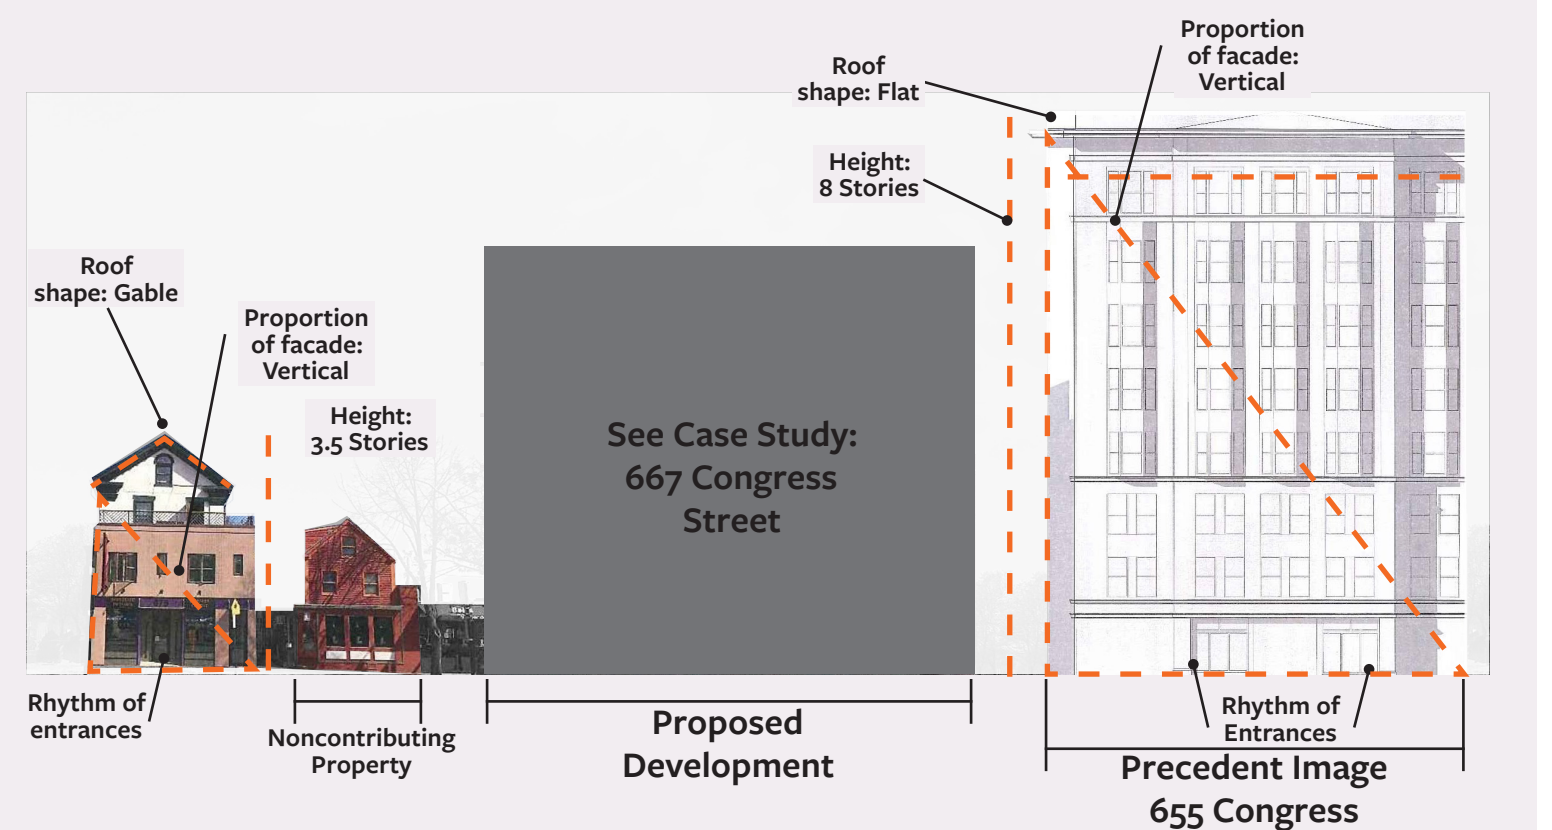 Proportion
of facade:
Vertical
Roof
shape: Flat
Height:
8 Stories
Roof
shape: Gable
Proportion
of facade:
Vertical
Height:
3.5 Stories
See Case Study:
667 Congress
Street
Rhythm of
entrances
Noncontributing
Property
Proposed
Development
Rhythm of
Entrances
Precedent Image
655 Congress